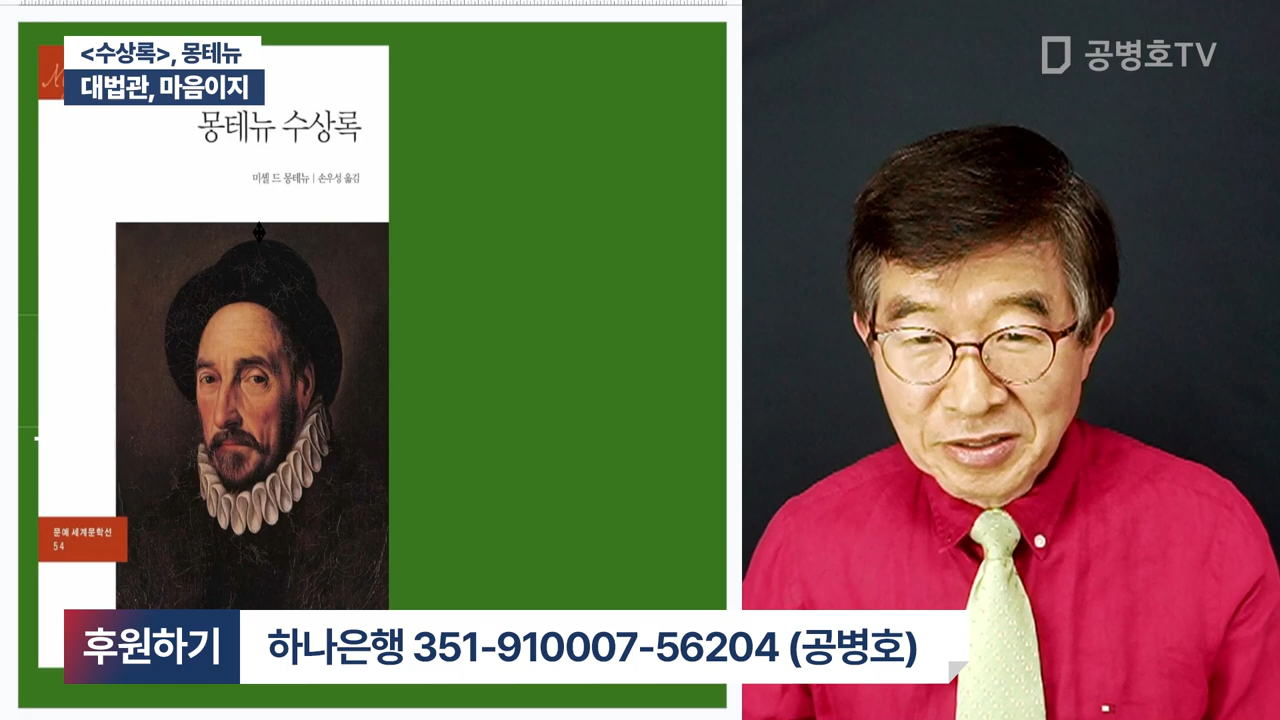 <수상록>, 몽테뉴
대법관, 마음이지
몽테뉴 수상록
미셸 드 몽테뉴 | 손우성 옮김
문예 세계문학선
54
공병호TV
후원하기 하나은행 351-910007-56204 (공병호)